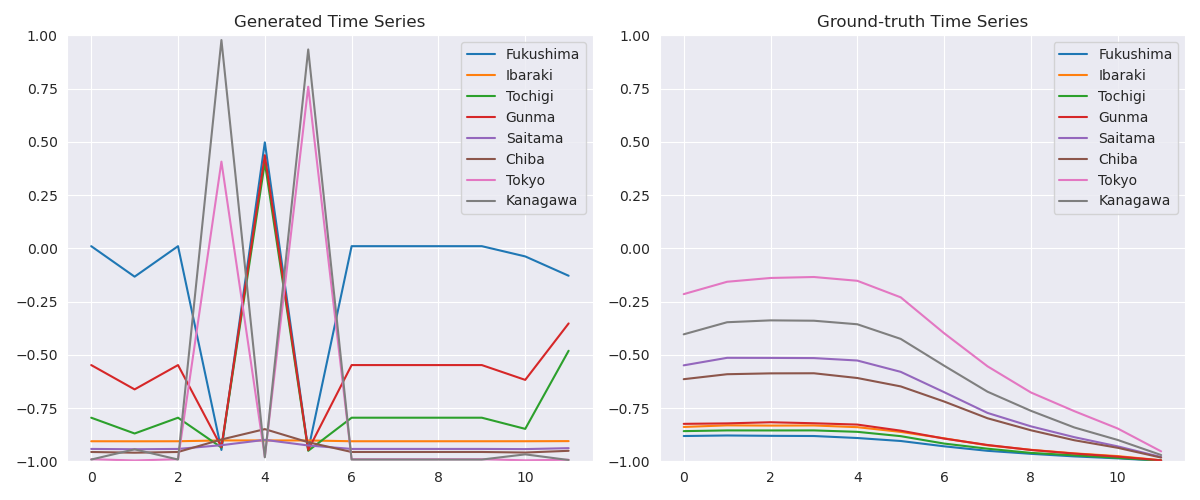 Generated Time Series
1.00
0.75
0.50
0.25
0.00
−0.25
−0.50
−0.75
−1.00
0 2 4 6 8 10
Fukushima
Ibaraki
Tochigi
Gunma
Saitama
Chiba
Tokyo
Kanagawa
Ground-truth Time Series
1.00
0.75
0.50
0.25
0.00
−0.25
−0.50
−0.75
−1.00
0 2 4 6 8 10
Fukushima
Ibaraki
Tochigi
Gunma
Saitama
Chiba
Tokyo
Kanagawa